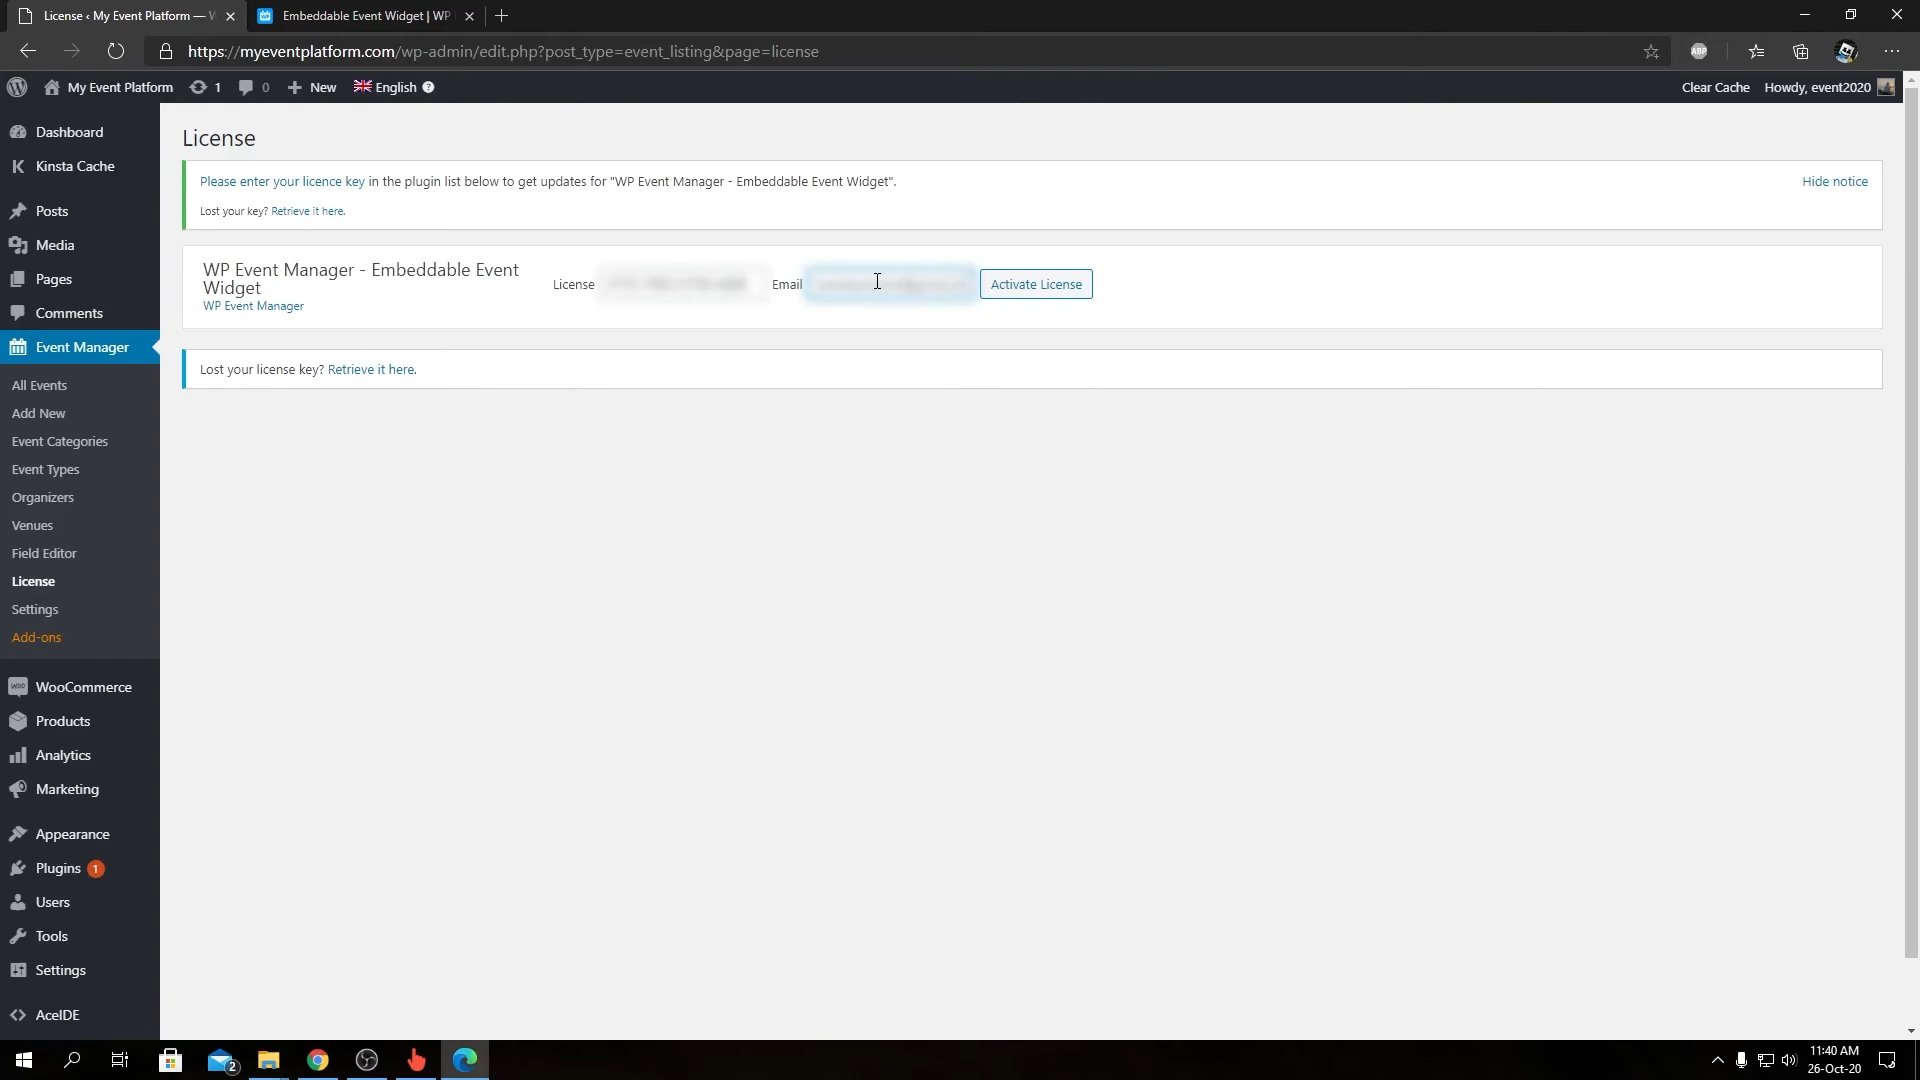 License ‹ My Event Platform — W
Embeddable Event Widget | WP
https://myeventplatform.com/wp-admin/edit.php?post_type=event_listing&page=license
ABP
My Event Platform
1
0
New
English
Clear Cache
Howdy, event2020
Dashboard
Kinsta Cache
Posts
Media
Pages
Comments
Event Manager
All Events
Add New
Event Categories
Event Types
Organizers
Venues
Field Editor
License
Settings
Add-ons
WooCommerce
Products
Analytics
Marketing
Appearance
Plugins 1
Users
Tools
Settings
AceIDE
License
Please enter your licence key in the plugin list below to get updates for "WP Event Manager - Embeddable Event Widget".
Hide notice
Lost your key? Retrieve it here.
WP Event Manager - Embeddable Event
Widget
WP Event Manager
License
Email
Activate License
Lost your license key? Retrieve it here.
2
11:40 AM
26-Oct-20